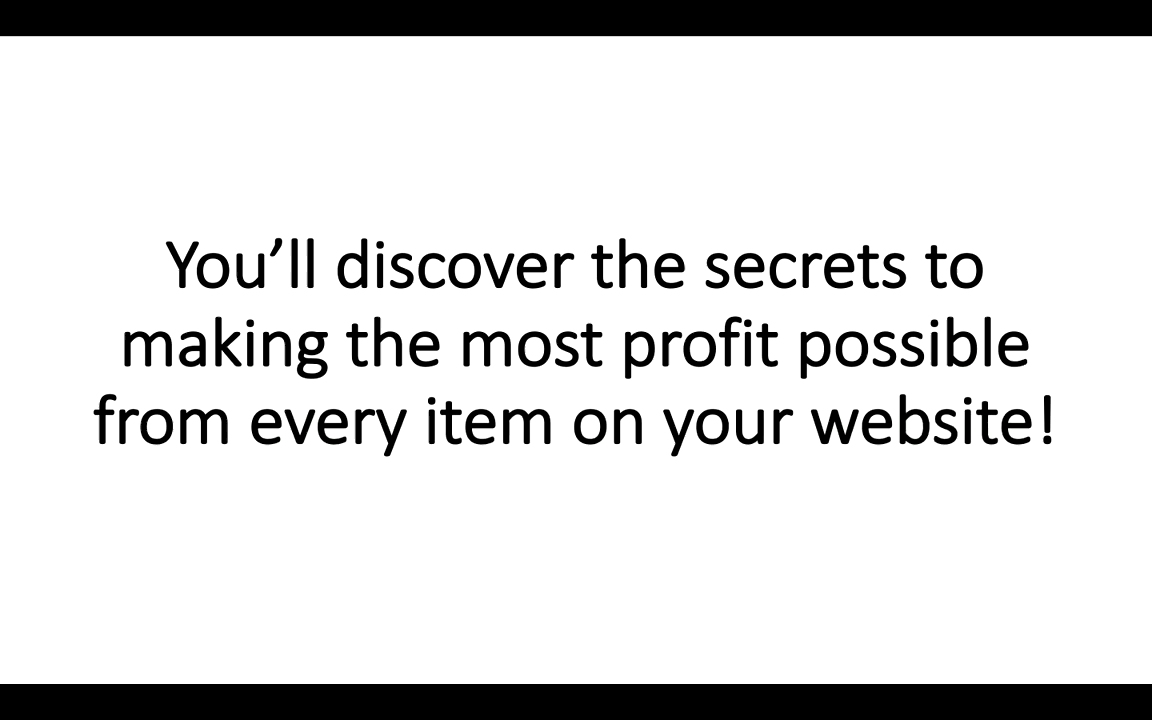 You’ll discover the secrets to
making the most profit possible
from every item on your website!